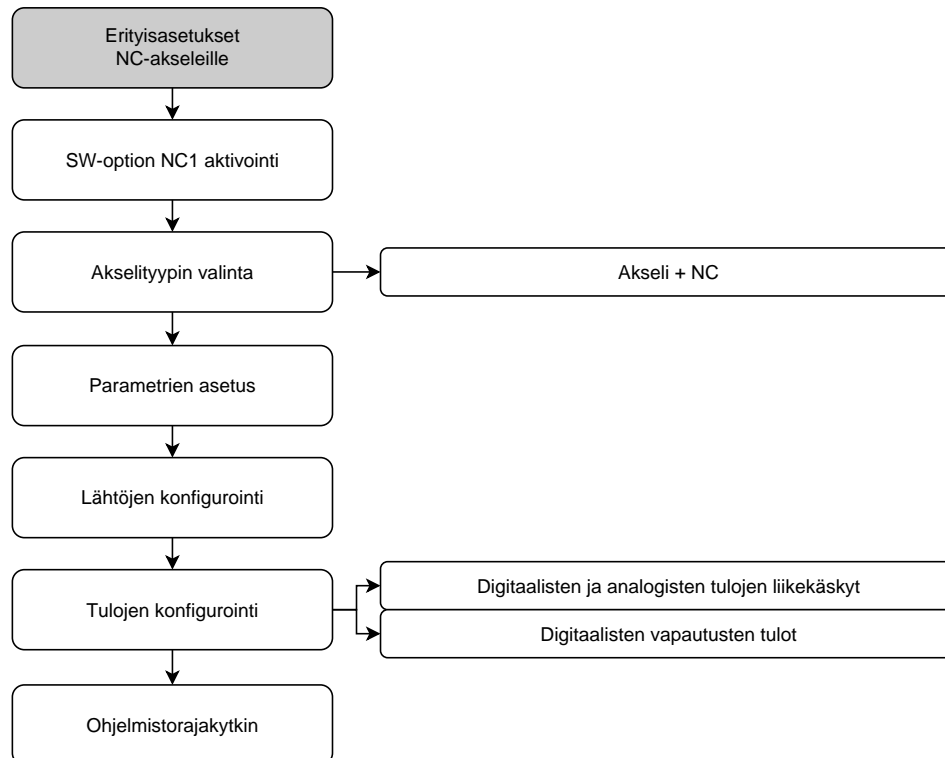 Erityisasetukset
NC-akseleille
SW-option NC1 aktivointi
Akselityypin valinta
Akseli + NC
Parametrien asetus
Lähtöjen konfigurointi
Tulojen konfigurointi
Digitaalisten ja analogisten tulojen liikekäskyt
Digitaalisten vapautusten tulot
Ohjelmistorajakytkin